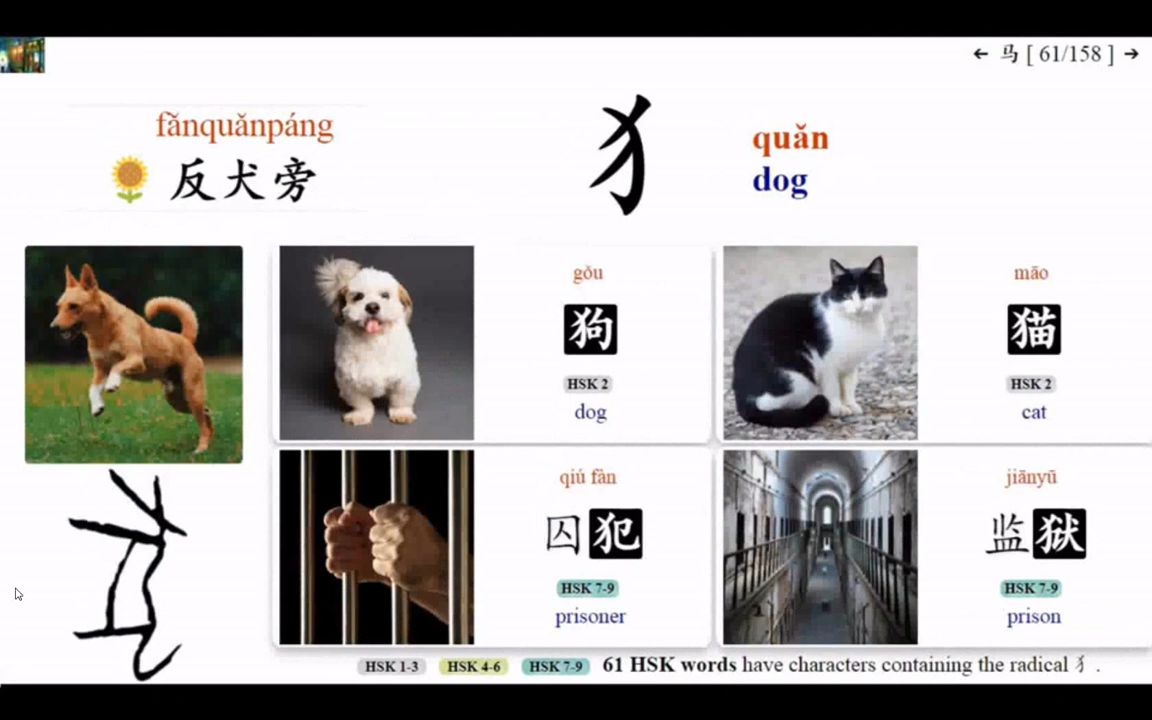 ← 马 [ 61/158 ] →
fǎnquǎnpáng
反犬旁
犭
quǎn
dog
gǒu
狗
HSK 2
dog
māo
猫
HSK 2
cat
qiú fàn
囚犯
HSK 7-9
prisoner
jiānyū
监狱
HSK 7-9
prison
HSK 1-3 HSK 4-6 HSK 7-9 61 HSK words have characters containing the radical 犭.